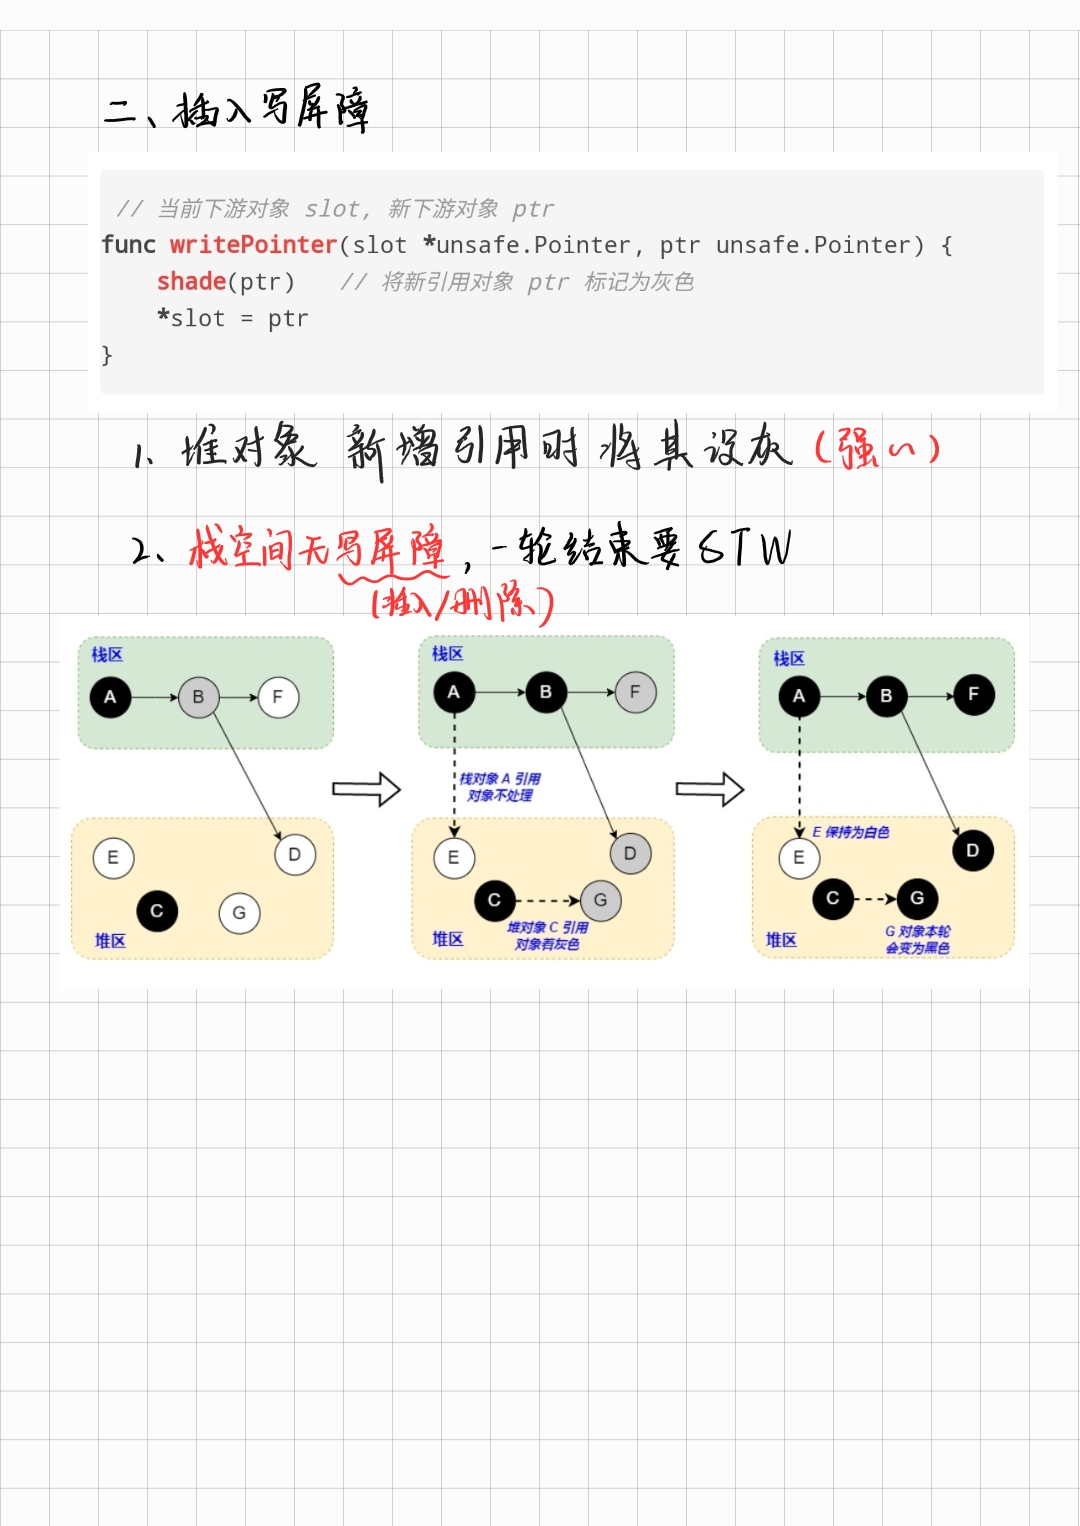 二、插入写屏障
// 当前下游对象 slot, 新下游对象 ptr
func writePointer(slot *unsafe.Pointer, ptr unsafe.Pointer) {
shade(ptr) // 将新引用对象 ptr 标记为灰色
*slot = ptr
}
1、堆对象 新增引用时将其设灰 (强~)
2、栈空间无写屏障, 一轮结束要STW
(插入/删除)
栈区 栈区 栈区
A B F A B F A B F
栈对象 A 引用
对象不处理
E 保持为白色
E D E D E D
C G C G C G
堆对象 C 引用
对象着灰色
G 对象本轮
会变为黑色
堆区 堆区 堆区